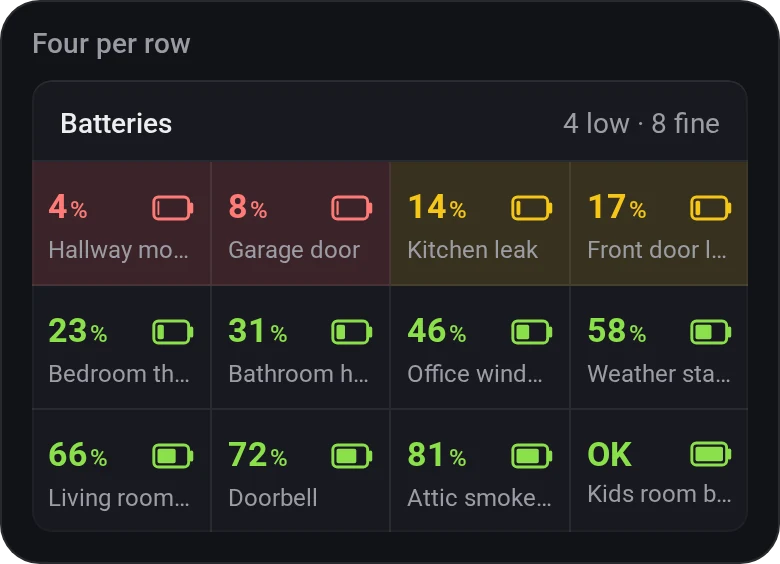 Four per row
Batteries 4 low · 8 fine
4% 8% 14% 17%
Hallway mo... Garage door Kitchen leak Front door l...
23% 31% 46% 58%
Bedroom th... Bathroom h... Office wind... Weather sta...
66% 72% 81% OK
Living room... Doorbell Attic smoke... Kids room b...